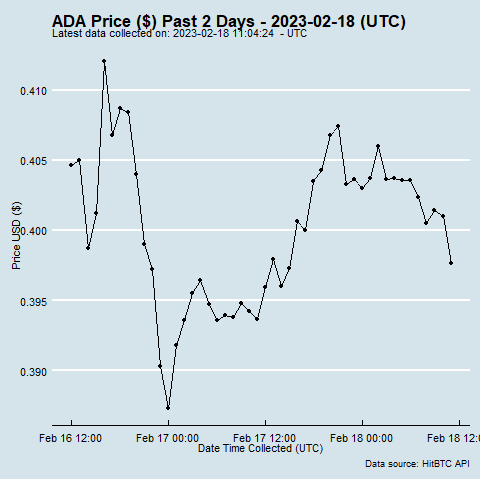 ADA Price ($) Past 2 Days - 2023-02-18 (UTC)
Latest data collected on: 2023-02-18 11:04:24 - UTC
0.410
0.405
0.400
0.395
0.390
Price USD ($)
Feb 16 12:00 Feb 17 00:00 Feb 17 12:00 Feb 18 00:00 Feb 18 12:
Date Time Collected (UTC)
Data source: HitBTC API